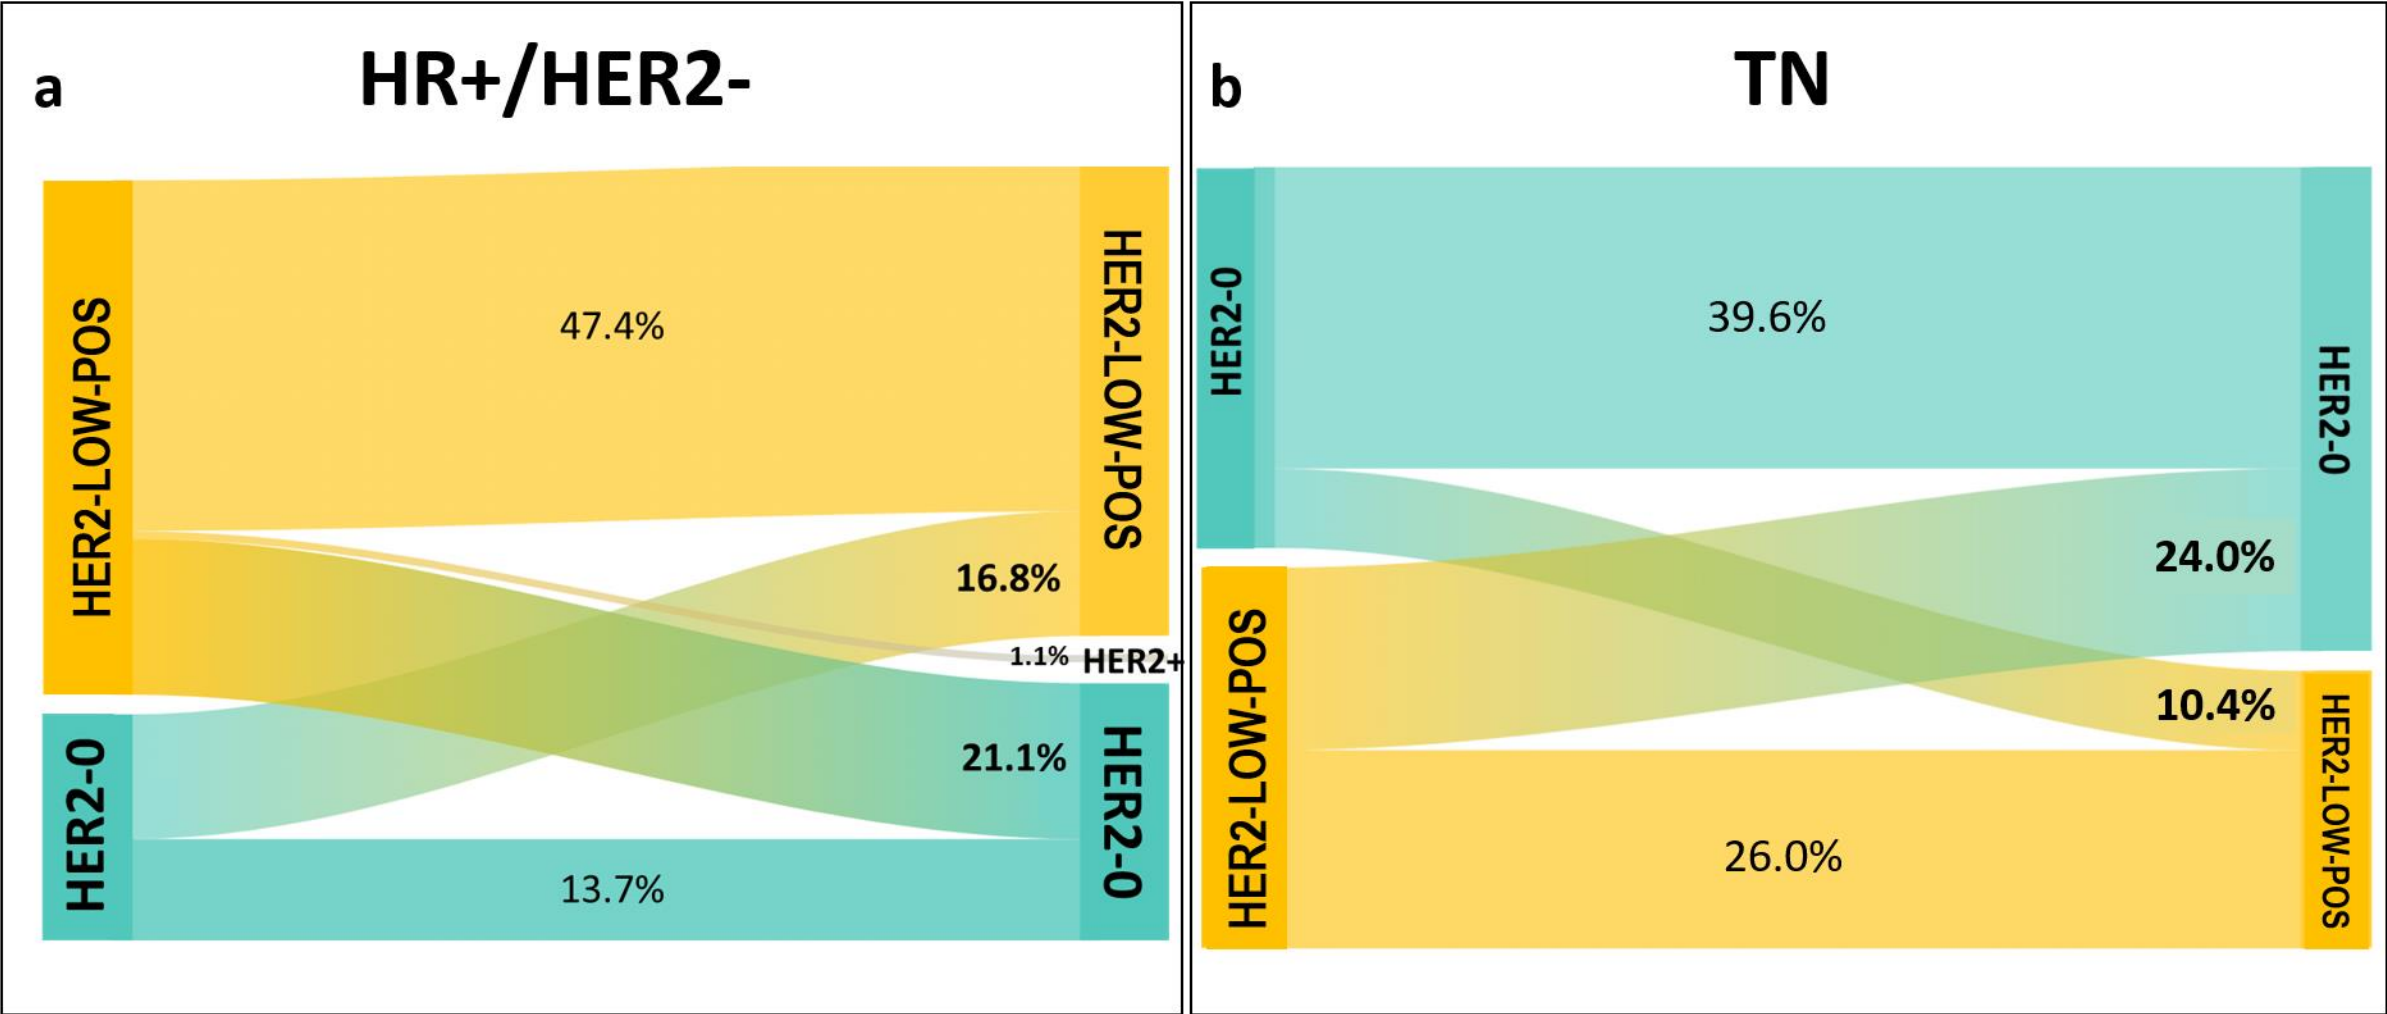 a
HR+/HER2-
HER2-LOW-POS
HER2-0
47.4%
16.8%
1.1%
21.1%
13.7%
HER2-LOW-POS
HER2+
HER2-0
b
TN
HER2-0
HER2-LOW-POS
39.6%
24.0%
10.4%
26.0%
HER2-0
HER2-LOW-POS